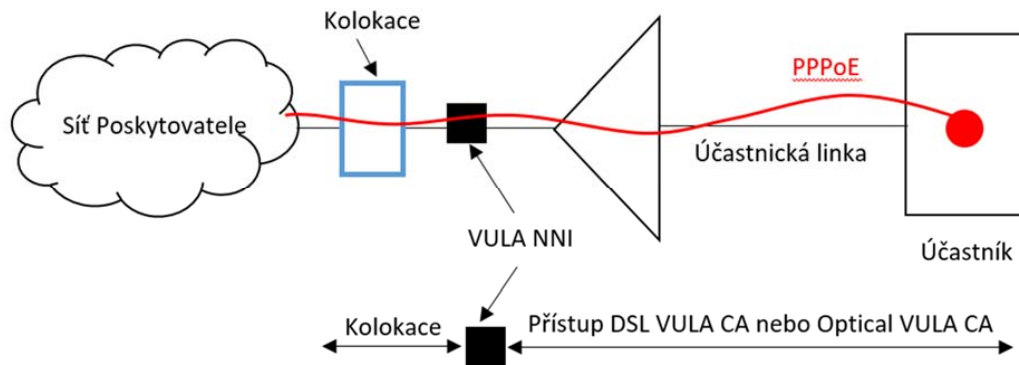 Kolokace
PPPoE
Síť Poskytovatele
Účastnická linka
VULA NNI
Účastník
Kolokace
Přístup DSL VULA CA nebo Optical VULA CA